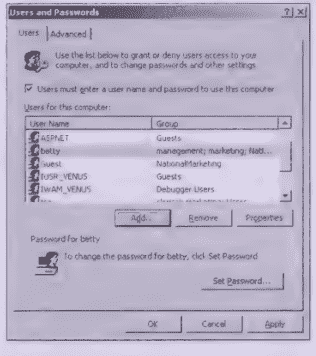 Users and Passwords
Users | Advanced
Use the list below to grant or deny users access to your
computer, and to change passwords and other settings
Users must enter a user name and password to use this computer
Users for this computer:
User Name Group
ASPNET Guests
betty management; marketing; Nati...
Guest NationalMarketing
IUSR_VENUS Guests
IWAM_VENUS Debugger Users
Add... Remove Properties
Password for betty
To change the password for betty, click Set Password
Set Password...
OK Cancel Apply